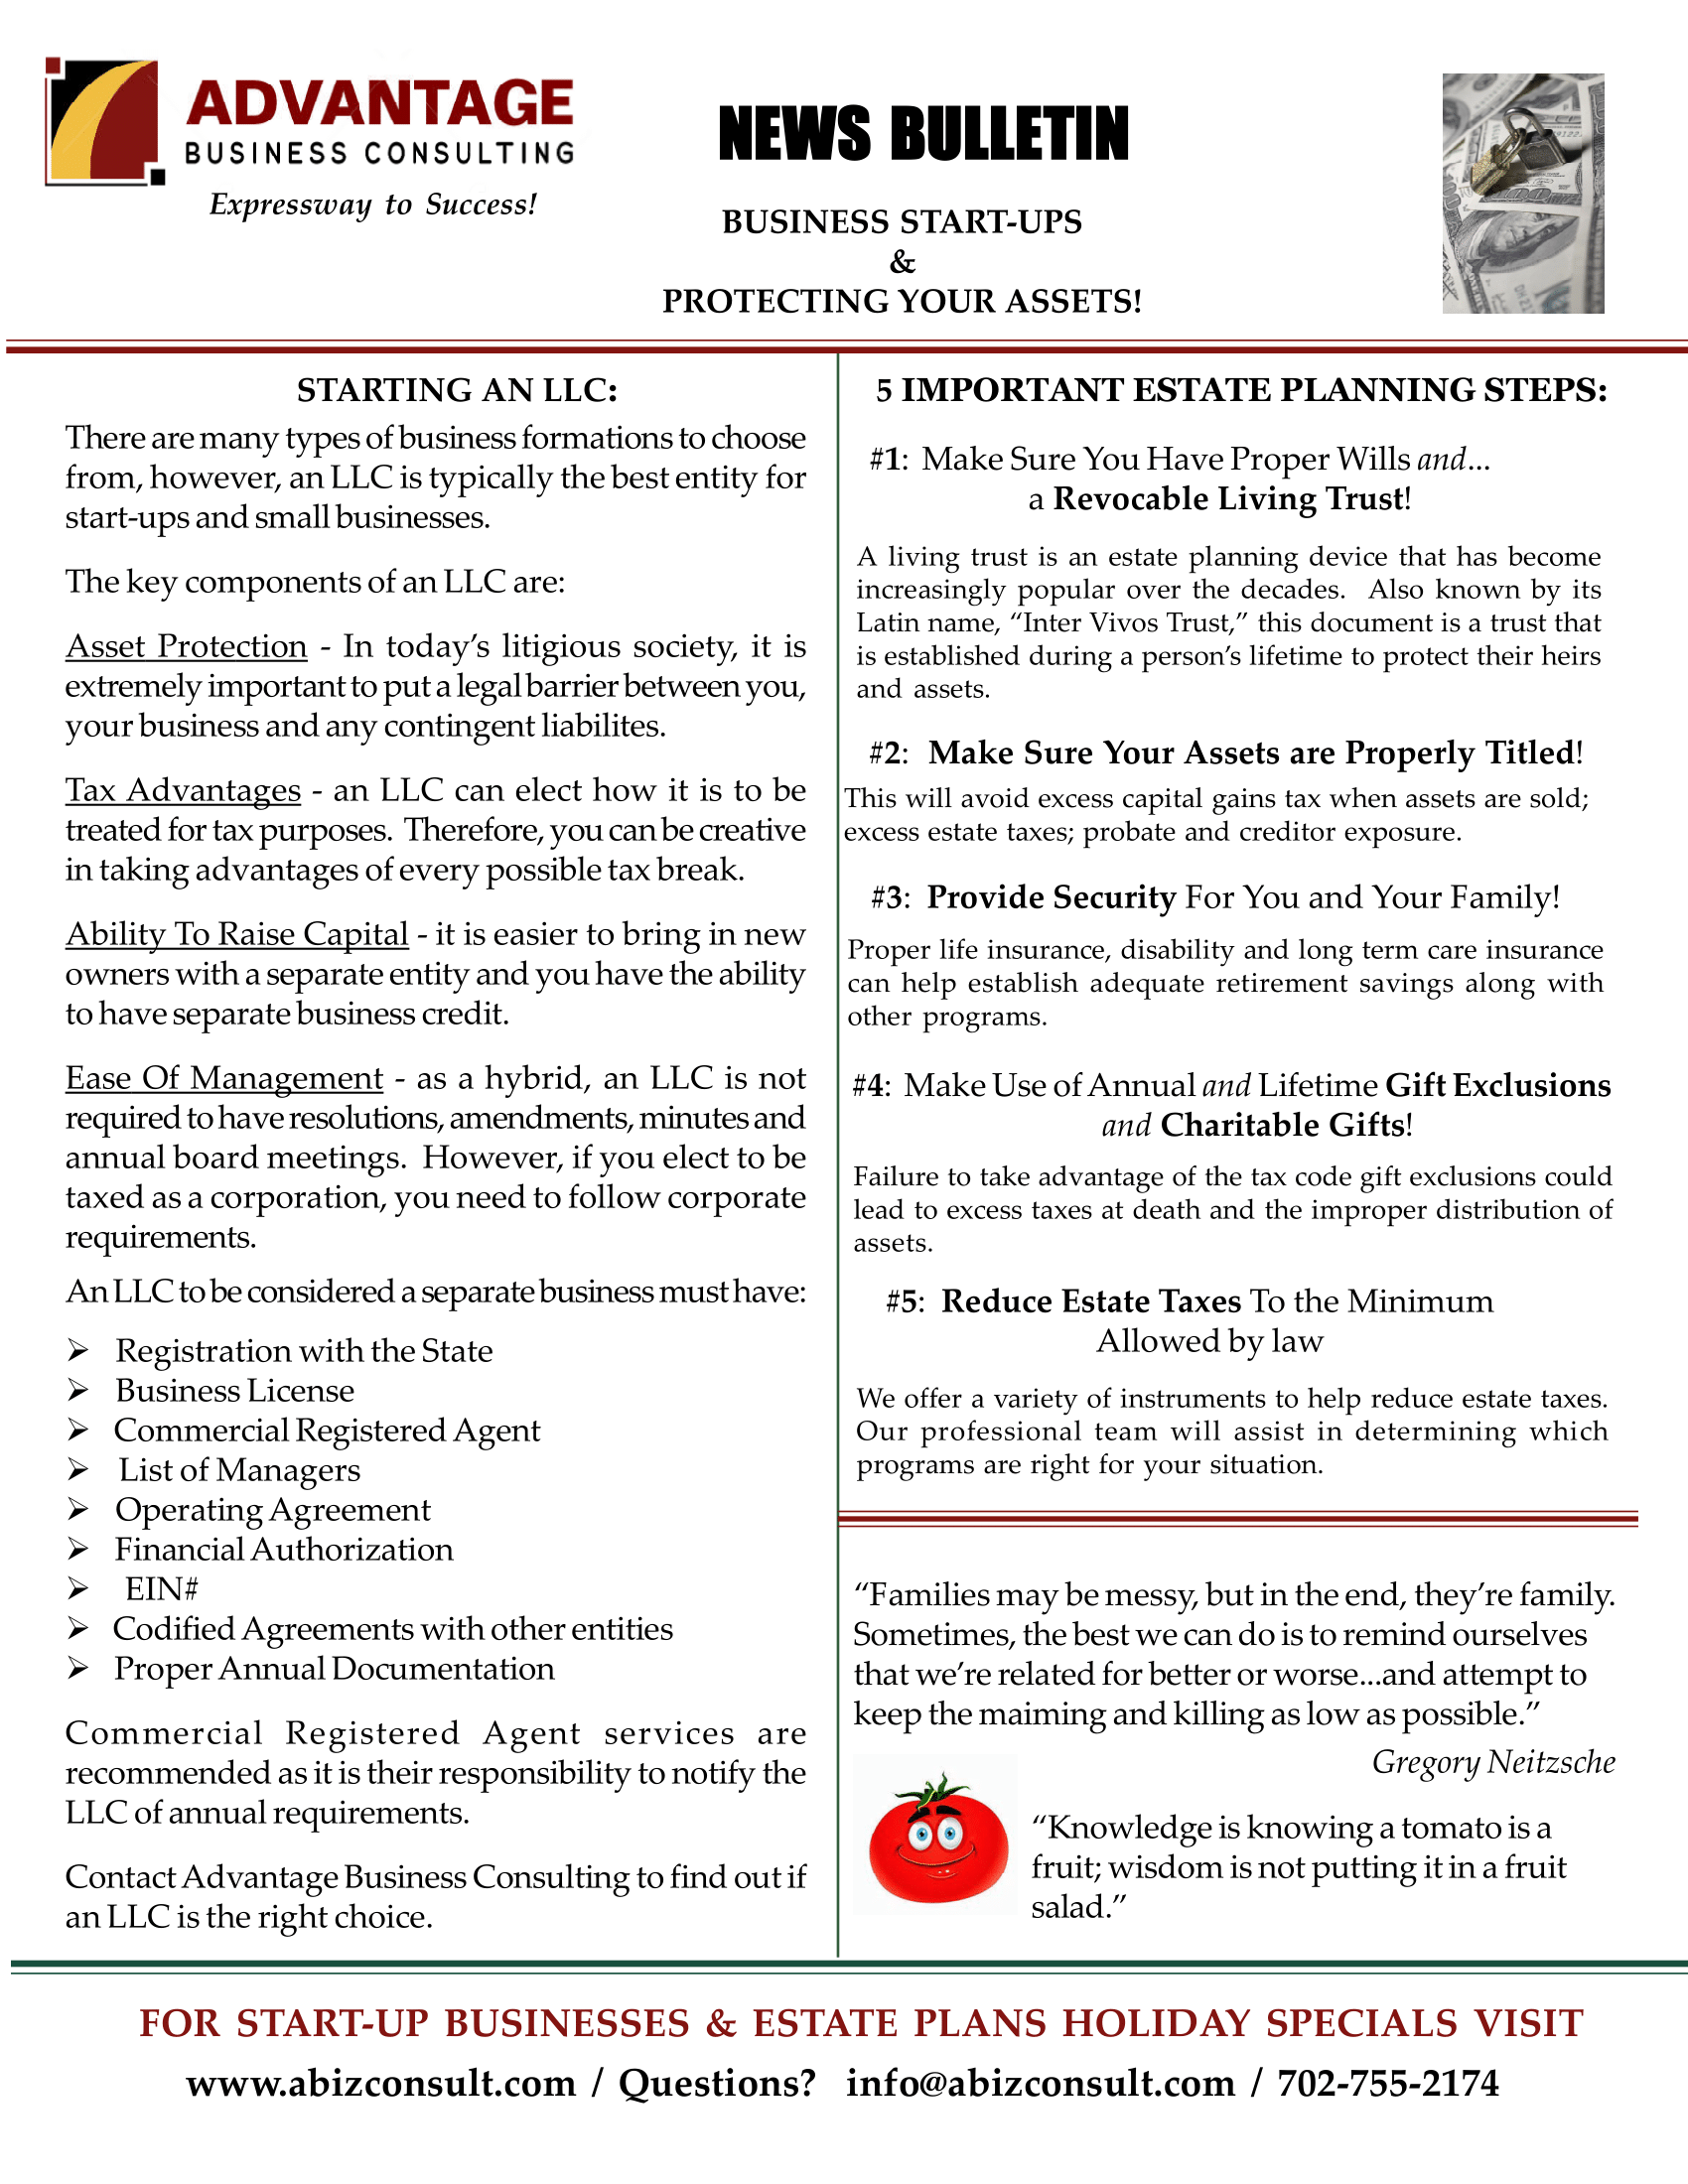 ADVANTAGE
BUSINESS CONSULTING
Expressway to Success!
NEWS BULLETIN
BUSINESS START-UPS
&
PROTECTING YOUR ASSETS!
STARTING AN LLC:
There are many types of business formations to choose
from, however, an LLC is typically the best entity for
start-ups and small businesses.
The key components of an LLC are:
Asset Protection - In today’s litigious society, it is
extremely important to put a legal barrier between you,
your business and any contingent liabilites.
Tax Advantages - an LLC can elect how it is to be
treated for tax purposes. Therefore, you can be creative
in taking advantages of every possible tax break.
Ability To Raise Capital - it is easier to bring in new
owners with a separate entity and you have the ability
to have separate business credit.
Ease Of Management - as a hybrid, an LLC is not
required to have resolutions, amendments, minutes and
annual board meetings. However, if you elect to be
taxed as a corporation, you need to follow corporate
requirements.
An LLC to be considered a separate business must have:
➢ Registration with the State
➢ Business License
➢ Commercial Registered Agent
➢ List of Managers
➢ Operating Agreement
➢ Financial Authorization
➢ EIN#
➢ Codified Agreements with other entities
➢ Proper Annual Documentation
Commercial Registered Agent services are
recommended as it is their responsibility to notify the
LLC of annual requirements.
Contact Advantage Business Consulting to find out if
an LLC is the right choice.
5 IMPORTANT ESTATE PLANNING STEPS:
#1: Make Sure You Have Proper Wills and...
a Revocable Living Trust!
A living trust is an estate planning device that has become
increasingly popular over the decades. Also known by its
Latin name, “Inter Vivos Trust,” this document is a trust that
is established during a person’s lifetime to protect their heirs
and assets.
#2: Make Sure Your Assets are Properly Titled!
This will avoid excess capital gains tax when assets are sold;
excess estate taxes; probate and creditor exposure.
#3: Provide Security For You and Your Family!
Proper life insurance, disability and long term care insurance
can help establish adequate retirement savings along with
other programs.
#4: Make Use of Annual and Lifetime Gift Exclusions
and Charitable Gifts!
Failure to take advantage of the tax code gift exclusions could
lead to excess taxes at death and the improper distribution of
assets.
#5: Reduce Estate Taxes To the Minimum
Allowed by law
We offer a variety of instruments to help reduce estate taxes.
Our professional team will assist in determining which
programs are right for your situation.
“Families may be messy, but in the end, they’re family.
Sometimes, the best we can do is to remind ourselves
that we’re related for better or worse...and attempt to
keep the maiming and killing as low as possible.”
Gregory Neitzsche
“Knowledge is knowing a tomato is a
fruit; wisdom is not putting it in a fruit
salad.”
FOR START-UP BUSINESSES & ESTATE PLANS HOLIDAY SPECIALS VISIT
www.abizconsult.com / Questions? info@abizconsult.com / 702-755-2174